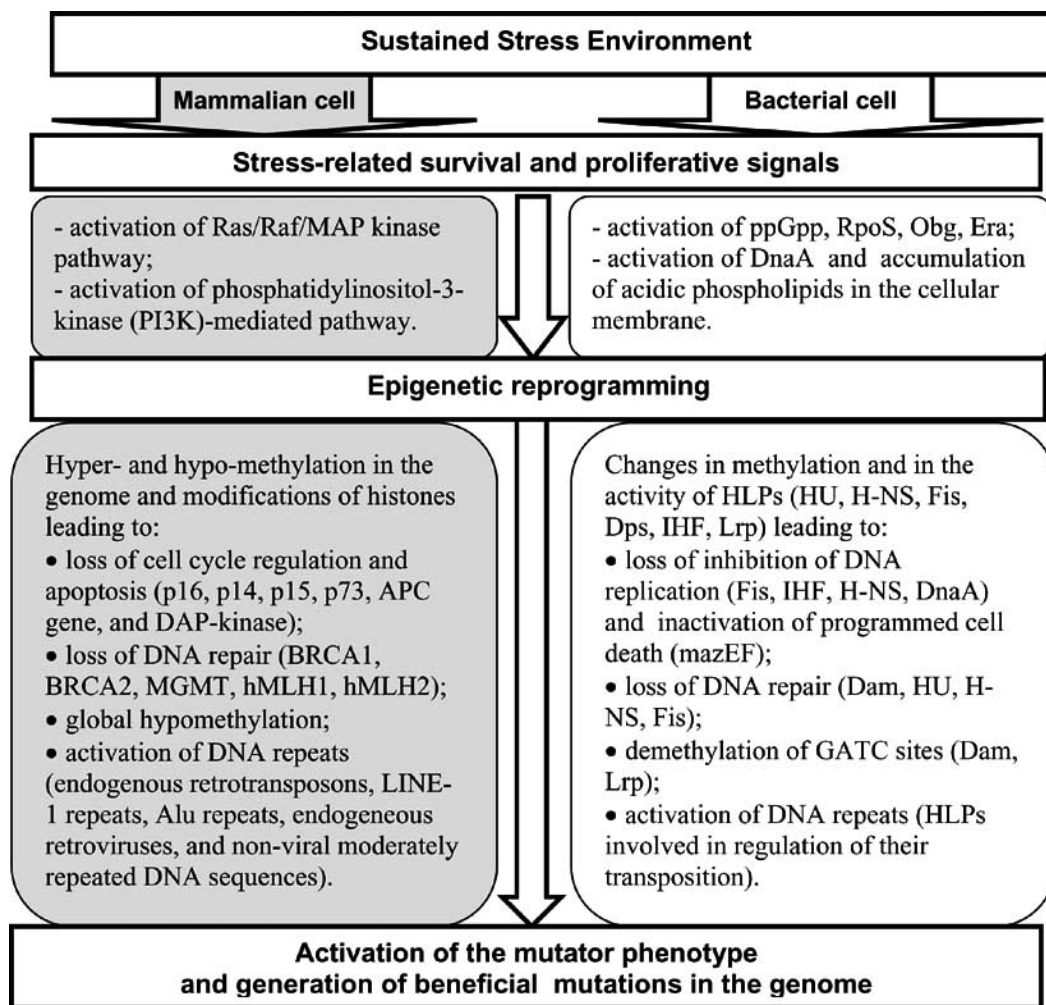 Sustained Stress Environment
Mammalian cell
Bacterial cell
Stress-related survival and proliferative signals
- activation of Ras/Raf/MAP kinase
pathway;
- activation of phosphatidylinositol-3-
kinase (PI3K)-mediated pathway.
- activation of ppGpp, RpoS, Obg, Era;
- activation of DnaA and accumulation
of acidic phospholipids in the cellular
membrane.
Epigenetic reprogramming
Hyper- and hypo-methylation in the
genome and modifications of histones
leading to:
• loss of cell cycle regulation and
apoptosis (p16, p14, p15, p73, APC
gene, and DAP-kinase);
• loss of DNA repair (BRCA1,
BRCA2, MGMT, hMLH1, hMLH2);
• global hypomethylation;
• activation of DNA repeats
(endogenous retrotransposons, LINE-
1 repeats, Alu repeats, endogeneous
retroviruses, and non-viral moderately
repeated DNA sequences).
Changes in methylation and in the
activity of HLPs (HU, H-NS, Fis,
Dps, IHF, Lrp) leading to:
• loss of inhibition of DNA
replication (Fis, IHF, H-NS, DnaA)
and inactivation of programmed cell
death (mazEF);
• loss of DNA repair (Dam, HU, H-
NS, Fis);
• demethylation of GATC sites (Dam,
Lrp);
• activation of DNA repeats (HLPs
involved in regulation of their
transposition).
Activation of the mutator phenotype
and generation of beneficial mutations in the genome